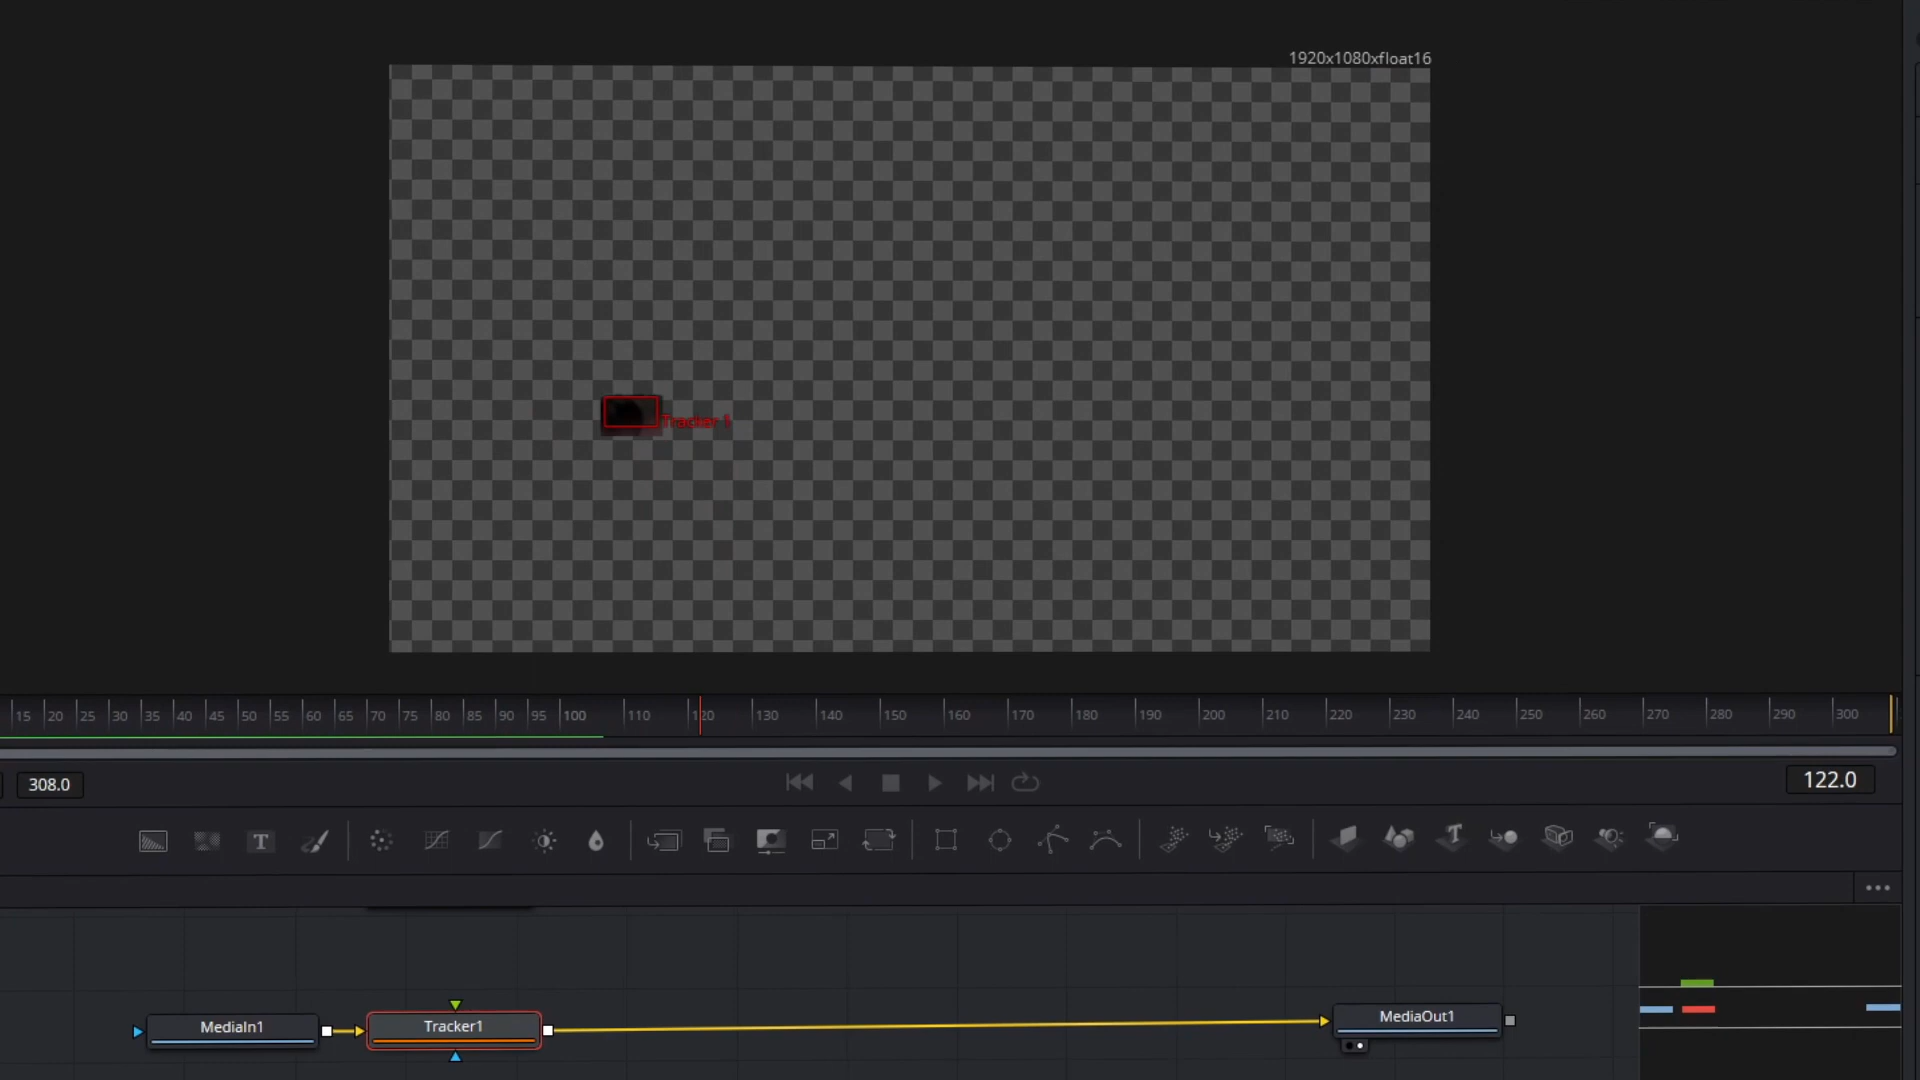 1920x1080xfloat16
Tracker 1
15 20 25 30 35 40 45 50 55 60 65 70 75 80 85 90 95 100 110 120 130 140 150 160 170 180 190 200 210 220 230 240 250 260 270 280 290 300
308.0
122.0
T
T
MediaIn1
Tracker1
MediaOut1